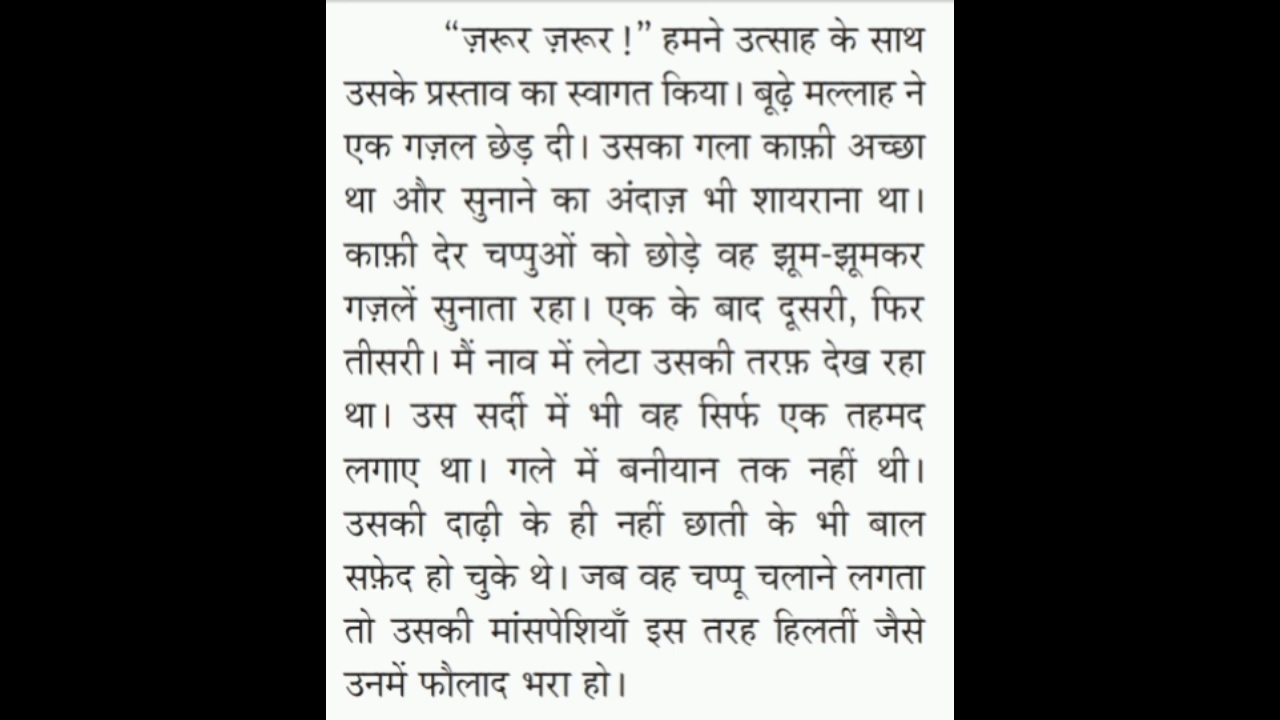 “ज़रूर ज़रूर !” हमने उत्साह के साथ
उसके प्रस्ताव का स्वागत किया। बूढ़े मल्लाह ने
एक गज़ल छेड़ दी। उसका गला काफ़ी अच्छा
था और सुनाने का अंदाज़ भी शायराना था।
काफ़ी देर चप्पुओं को छोड़े वह झूम-झूमकर
गज़लें सुनाता रहा। एक के बाद दूसरी, फिर
तीसरी। मैं नाव में लेटा उसकी तरफ़ देख रहा
था। उस सर्दी में भी वह सिर्फ एक तहमद
लगाए था। गले में बनीयान तक नहीं थी।
उसकी दाढ़ी के ही नहीं छाती के भी बाल
सफ़ेद हो चुके थे। जब वह चप्पू चलाने लगता
तो उसकी मांसपेशियाँ इस तरह हिलतीं जैसे
उनमें फौलाद भरा हो।